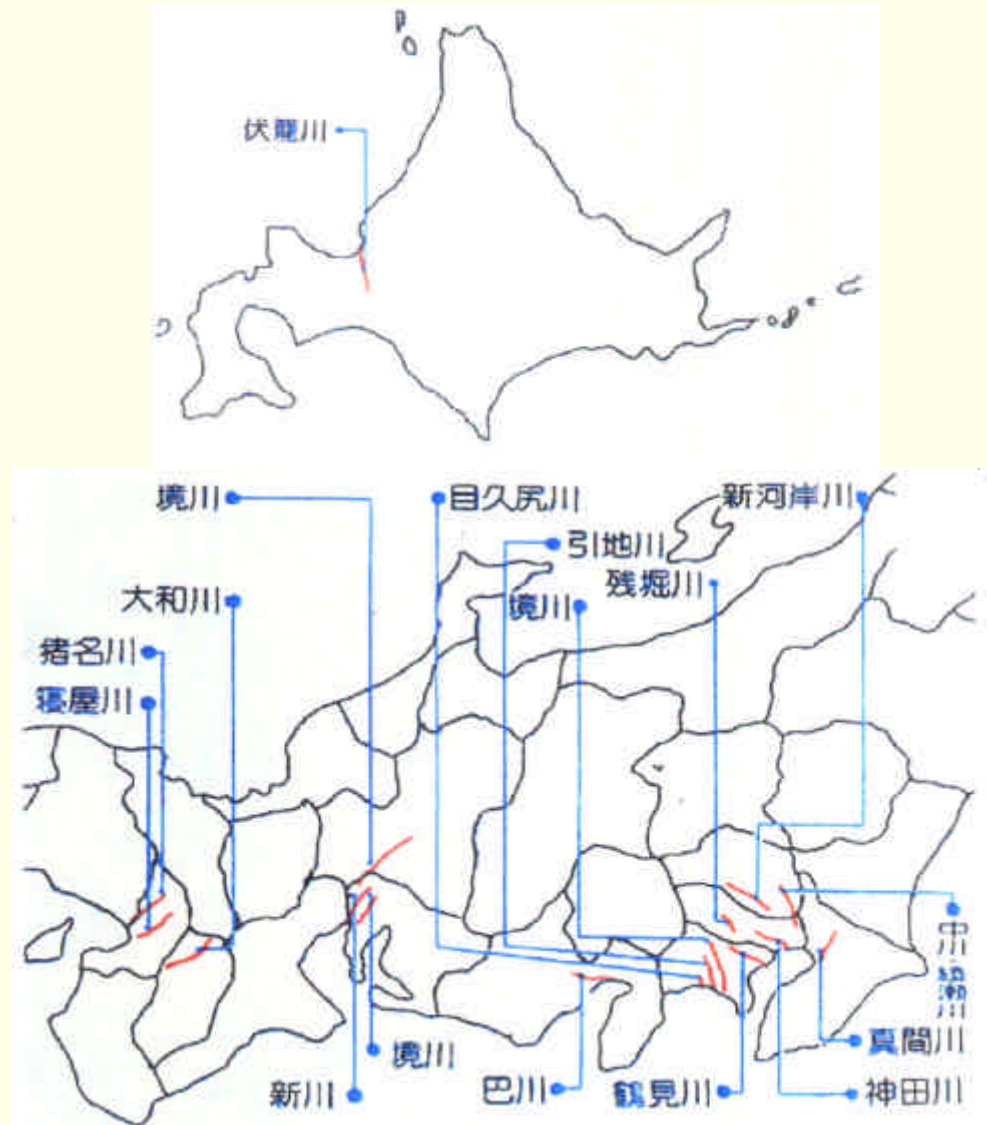 伏籠川
境川
目久尻川
新河岸川
引地川
残堀川
大和川
境川
猪名川
寝屋川
中川・綾瀬川
真間川
境川
新川
巴川
鶴見川
神田川